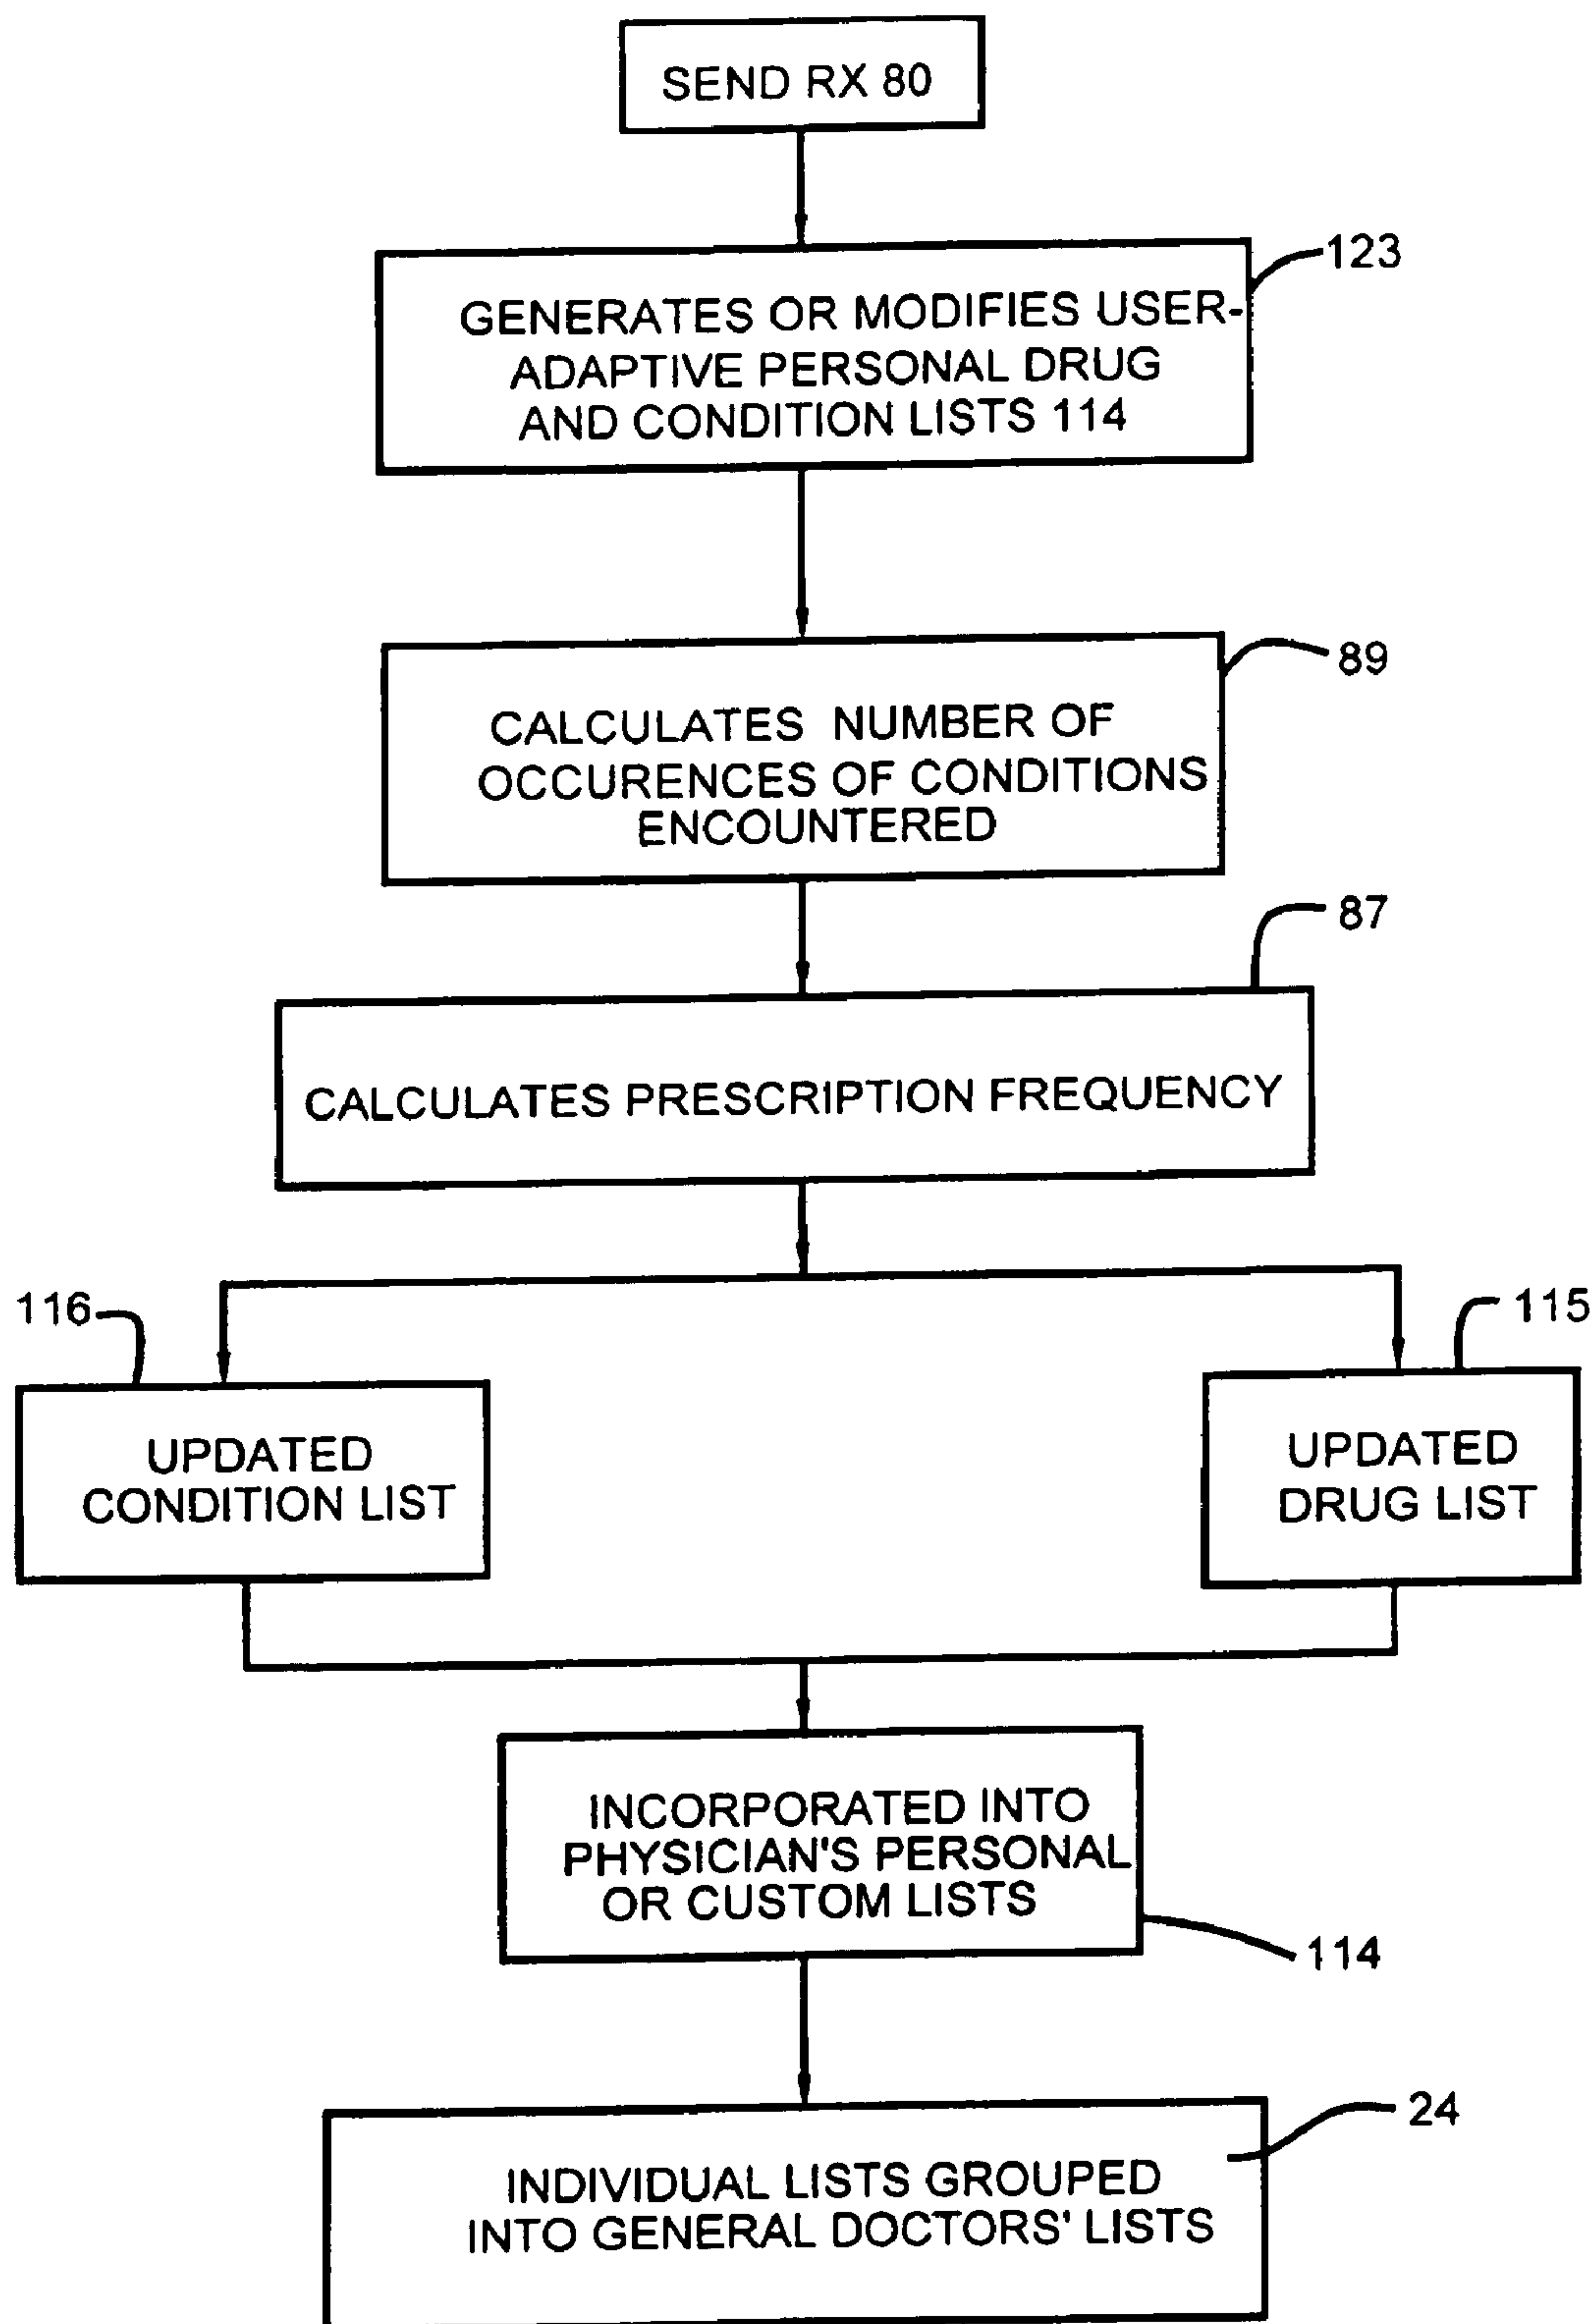 SEND RX 80
123
GENERATES OR MODIFIES USER-
ADAPTIVE PERSONAL DRUG
AND CONDITION LISTS 114
89
CALCULATES NUMBER OF
OCCURENCES OF CONDITIONS
ENCOUNTERED
87
CALCULATES PRESCRIPTION FREQUENCY
116
115
UPDATED
CONDITION LIST
UPDATED
DRUG LIST
INCORPORATED INTO
PHYSICIAN'S PERSONAL
OR CUSTOM LISTS
114
24
INDIVIDUAL LISTS GROUPED
INTO GENERAL DOCTORS' LISTS